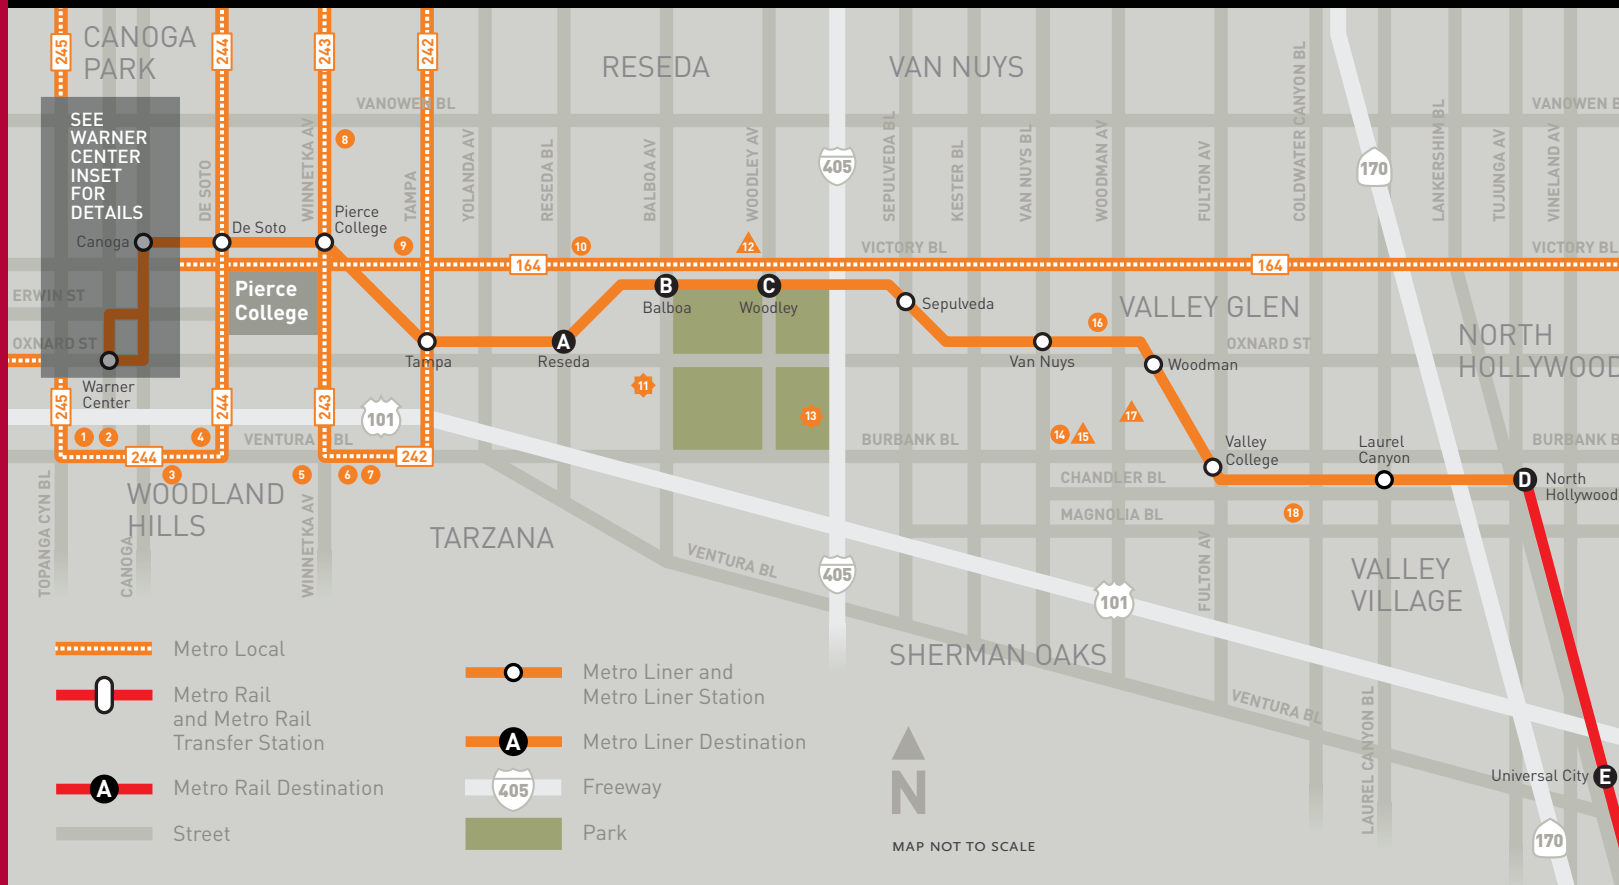 245
CANOGA
PARK
244
243
242
RESEDA
VAN NUYS
VANOWEN BL
VANOWEN B
SEE
WARNER
CENTER
INSET
FOR
DETAILS
DE SOTO
WINNETKA AV
8
TAMPA
YOLANDA AV
RESEDA BL
BALBOA AV
WOODLEY AV
405
SEPULVEDA BL
KESTER BL
VAN NUYS BL
WOODMAN AV
FULTON AV
COLDWATER CANYON BL
170
LANKERSHIM BL
TUJUNGA AV
VINELAND AV
Canoga
De Soto
Pierce
College
9
10
12
VICTORY BL
VICTORY BL
164
164
ERWIN ST
Pierce
College
B
Balboa
C
Woodley
Sepulveda
VALLEY GLEN
16
OXNARD ST
OXNARD ST
Tampa
A
Reseda
Van Nuys
Woodman
NORTH
HOLLYWOOD
Warner
Center
11
13
245
244
243
101
1
2
4
VENTURA BL
244
3
5
6
7
242
BURBANK BL
14
15
17
Valley
College
Laurel
Canyon
BURBANK B
CHANDLER BL
D
North
Hollywood
MAGNOLIA BL
18
TOPANGA CYN BL
CANOGA
WOODLAND
HILLS
WINNETKA AV
TARZANA
VENTURA BL
405
101
FULTON AV
VALLEY
VILLAGE
SHERMAN OAKS
VENTURA BL
LAUREL CANYON BL
Universal City
E
170
Metro Local
Metro Rail
and Metro Rail
Transfer Station
A
Metro Rail Destination
Street
Metro Liner and
Metro Liner Station
A
Metro Liner Destination
405
Freeway
Park
N
MAP NOT TO SCALE